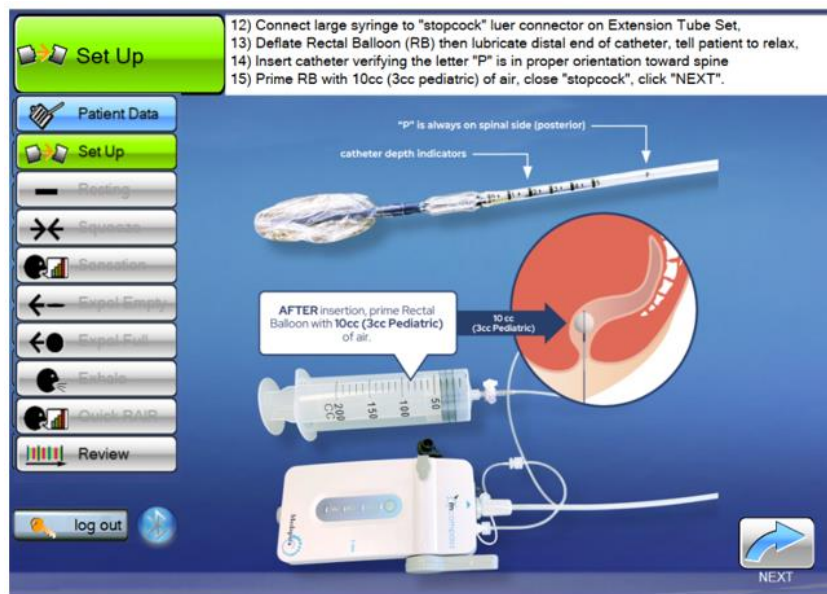 12) Connect large syringe to "stopcock" luer connector on Extension Tube Set,
13) Deflate Rectal Balloon (RB) then lubricate distal end of catheter, tell patient to relax,
14) Insert catheter verifying the letter "P" is in proper orientation toward spine
15) Prime RB with 10cc (3cc pediatric) of air, close "stopcock", click "NEXT".
Set Up
Patient Data
Set Up
Resting
Squeeze
Sensation
Expel Empty
Expel Full
Exhale
Quick RAIR
Review
log out
"P" is always on spinal side (posterior)
catheter depth indicators
AFTER insertion, prime Rectal
Balloon with 10cc (3cc Pediatric)
of air.
10 cc
(3cc Pediatric)
200
CC
150
100
50
NEXT